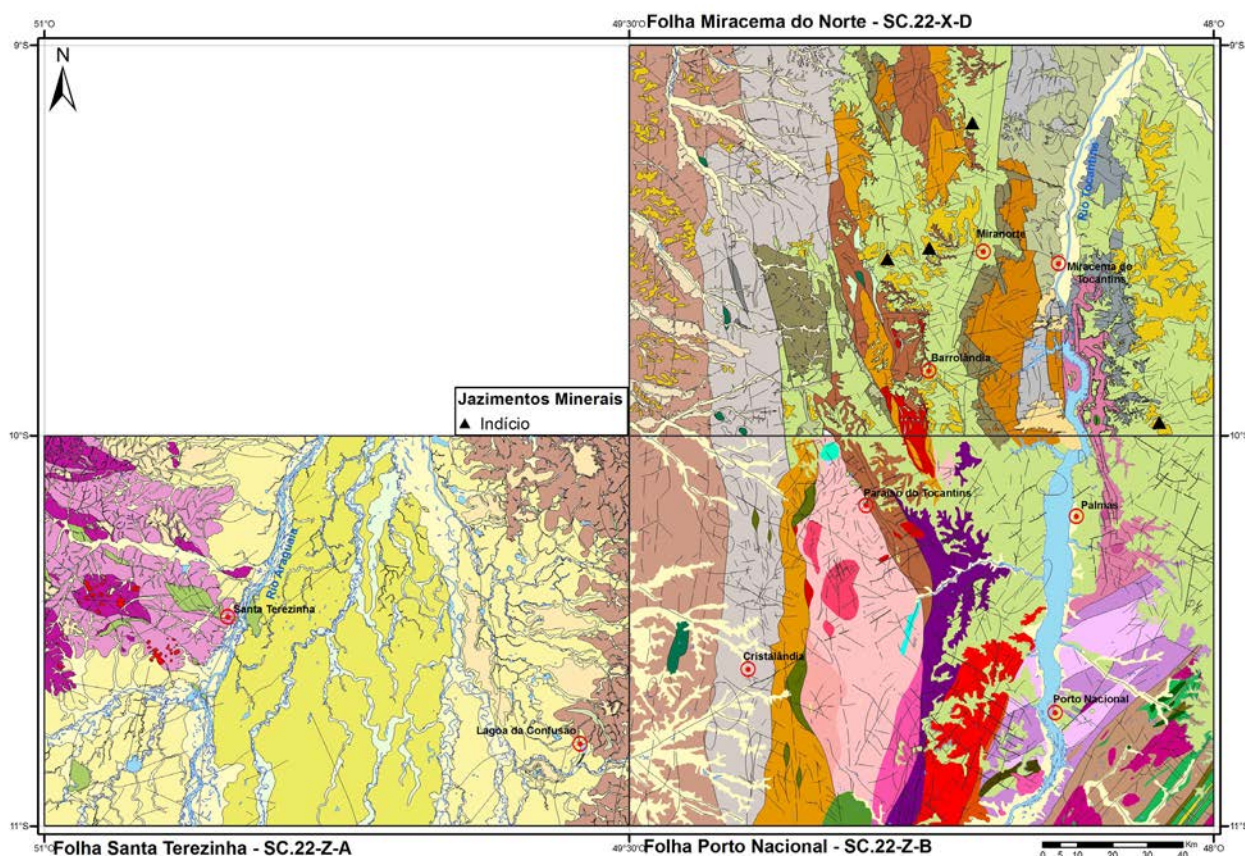 Folha Miracema do Norte - SC.22-X-D
51°O
49°30'O
48°O
9°S
9°S
N
Rio Tocantins
Miranorte
Miracema do
Tocantins
Barrolândia
Jazimentos Minerais
Indício
10°S
10°S
Paraíso do Tocantins
Palmas
Rio Araguaia
Santa Terezinha
Cristalândia
Porto Nacional
Lagoa da Confusão
11°S
11°S
51°O
49°30'O
48°O
Folha Santa Terezinha - SC.22-Z-A
Folha Porto Nacional - SC.22-Z-B
Km
0 5 10 20 30 40